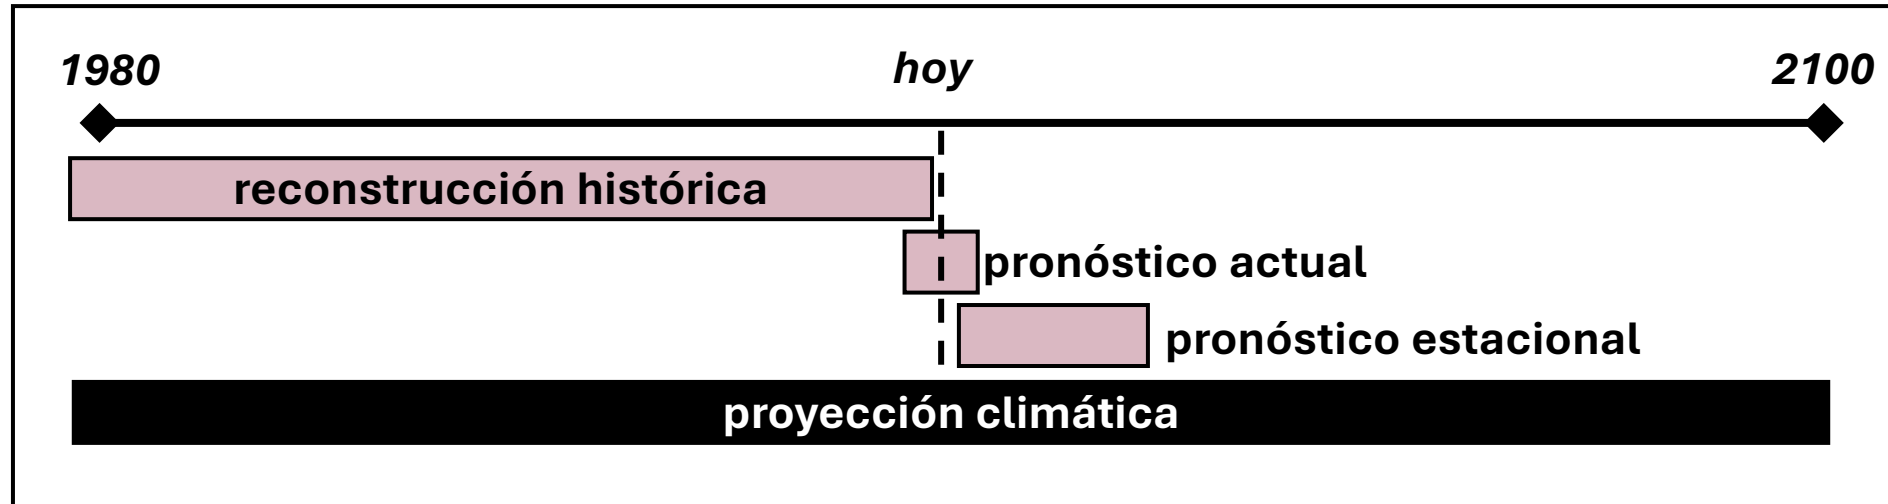 1980 hoy 2100
reconstrucción histórica
pronóstico actual
pronóstico estacional
proyección climática